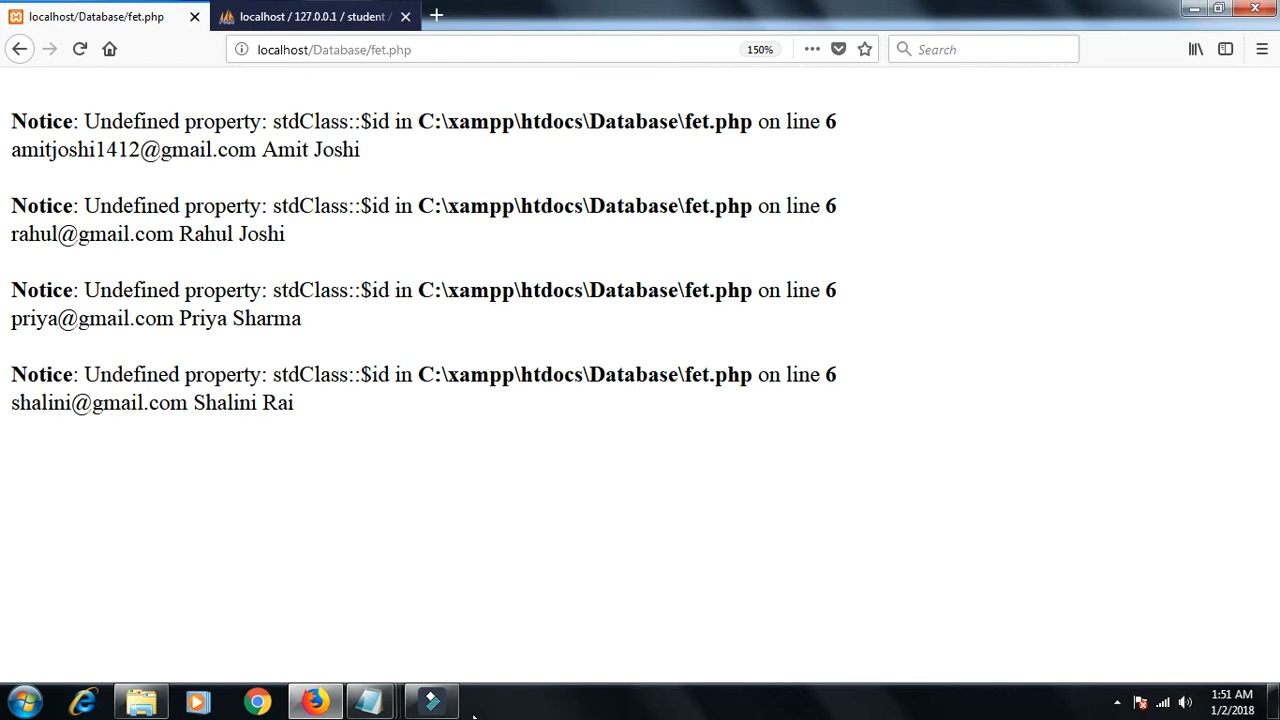 localhost/Database/fet.php
localhost / 127.0.0.1 / student /
localhost/Database/fet.php
150%
Search
Notice: Undefined property: stdClass::$id in C:\xampp\htdocs\Database\fet.php on line 6
amitjoshi1412@gmail.com Amit Joshi
Notice: Undefined property: stdClass::$id in C:\xampp\htdocs\Database\fet.php on line 6
rahul@gmail.com Rahul Joshi
Notice: Undefined property: stdClass::$id in C:\xampp\htdocs\Database\fet.php on line 6
priya@gmail.com Priya Sharma
Notice: Undefined property: stdClass::$id in C:\xampp\htdocs\Database\fet.php on line 6
shalini@gmail.com Shalini Rai
1:51 AM
1/2/2018